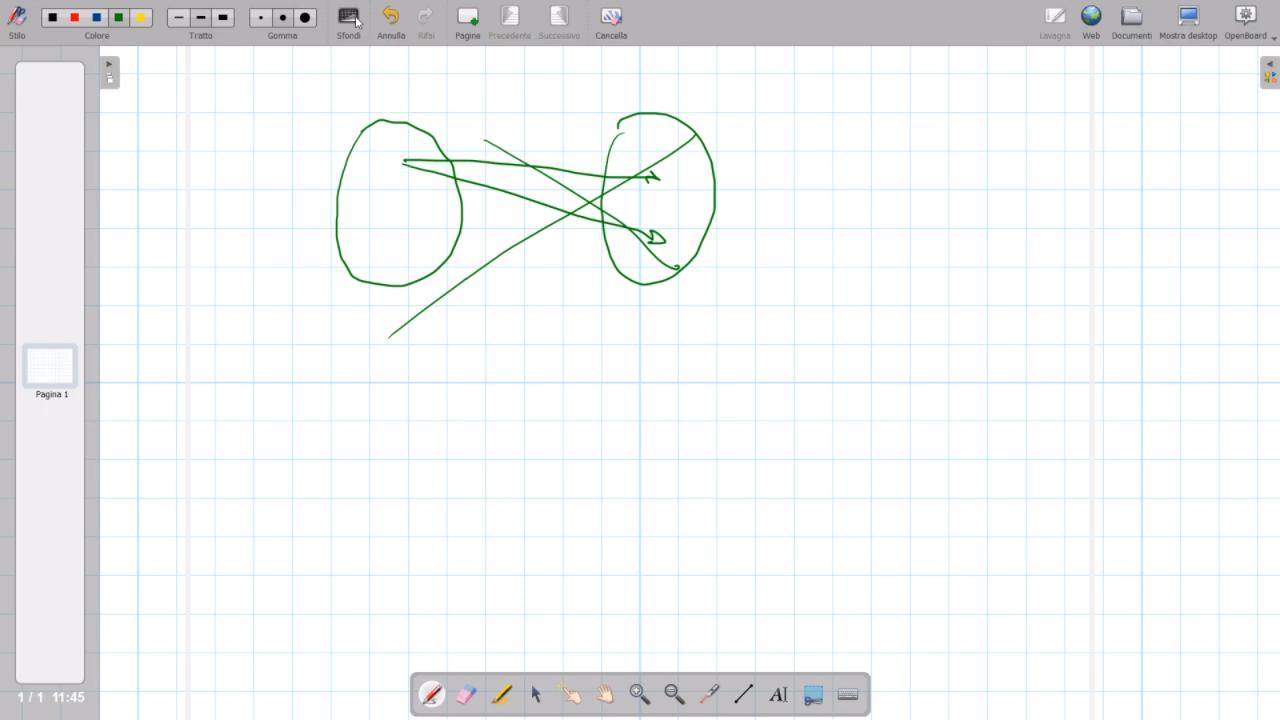 Stilo Colore Tratto Gomma Sfondi Annulla Rifai Pagine Precedente Successivo Cancella Lavagna Web Documenti Mostra desktop OpenBoard
Pagina 1
1 / 1 11:45
AI